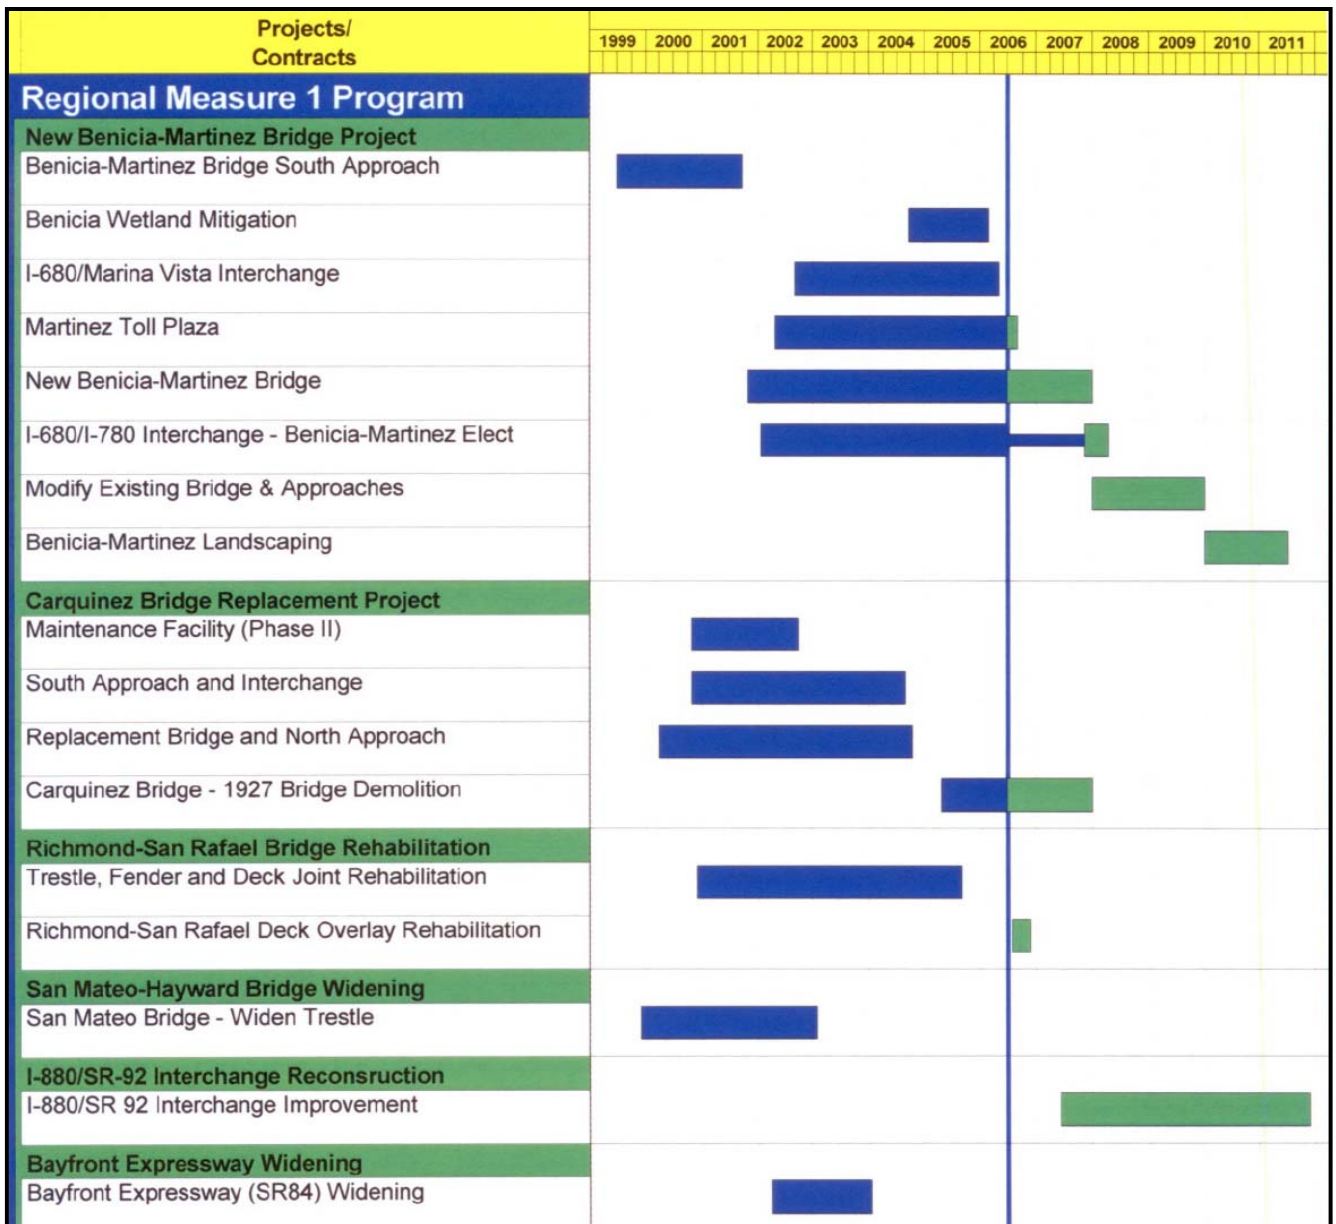 Projects/
Contracts
1999 2000 2001 2002 2003 2004 2005 2006 2007 2008 2009 2010 2011
Regional Measure 1 Program
New Benicia-Martinez Bridge Project
Benicia-Martinez Bridge South Approach
Benicia Wetland Mitigation
I-680/Marina Vista Interchange
Martinez Toll Plaza
New Benicia-Martinez Bridge
I-680/I-780 Interchange - Benicia-Martinez Elect
Modify Existing Bridge & Approaches
Benicia-Martinez Landscaping
Carquinez Bridge Replacement Project
Maintenance Facility (Phase II)
South Approach and Interchange
Replacement Bridge and North Approach
Carquinez Bridge - 1927 Bridge Demolition
Richmond-San Rafael Bridge Rehabilitation
Trestle, Fender and Deck Joint Rehabilitation
Richmond-San Rafael Deck Overlay Rehabilitation
San Mateo-Hayward Bridge Widening
San Mateo Bridge - Widen Trestle
I-880/SR-92 Interchange Reconsruction
I-880/SR 92 Interchange Improvement
Bayfront Expressway Widening
Bayfront Expressway (SR84) Widening